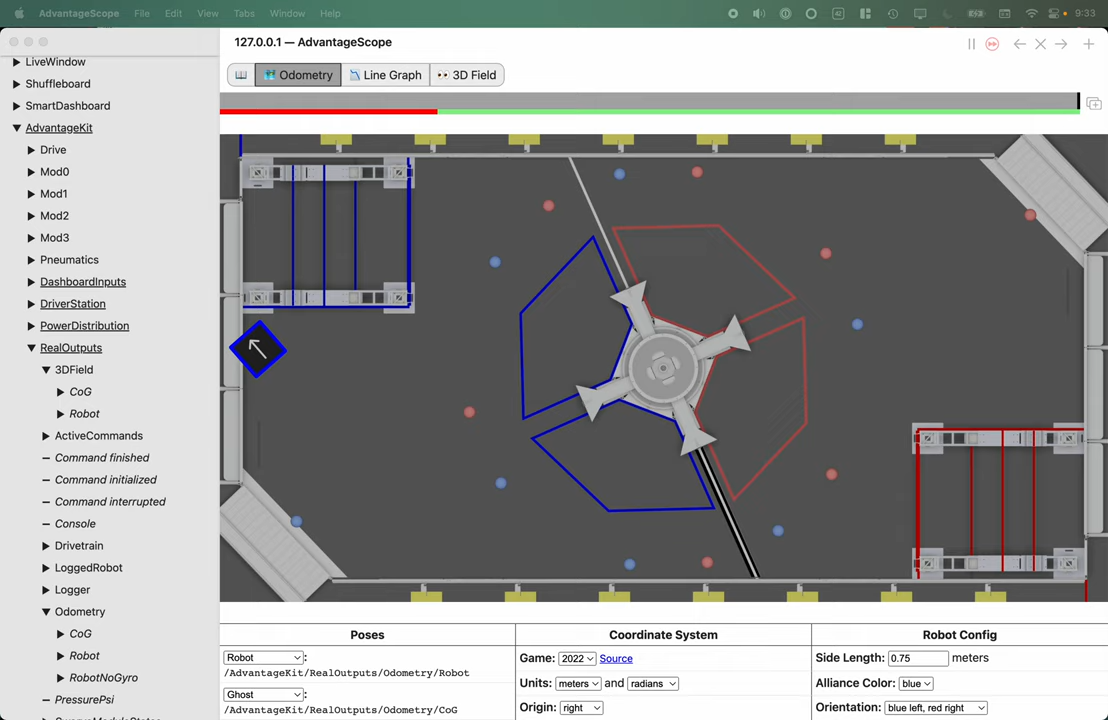 AdvantageScope File Edit View Tabs Window Help 9:33
127.0.0.1 — AdvantageScope
Odometry Line Graph 3D Field
LiveWindow
Shuffleboard
SmartDashboard
AdvantageKit
Drive
Mod0
Mod1
Mod2
Mod3
Pneumatics
DashboardInputs
DriverStation
PowerDistribution
RealOutputs
3DField
CoG
Robot
ActiveCommands
Command finished
Command initialized
Command interrupted
Console
Drivetrain
LoggedRobot
Logger
Odometry
CoG
Robot
RobotNoGyro
PressurePsi
Poses
Robot :
/AdvantageKit/RealOutputs/Odometry/Robot
Ghost :
/AdvantageKit/RealOutputs/Odometry/CoG
Coordinate System
Game: 2022 Source
Units: meters and radians
Origin: right
Robot Config
Side Length: 0.75 meters
Alliance Color: blue
Orientation: blue left, red right